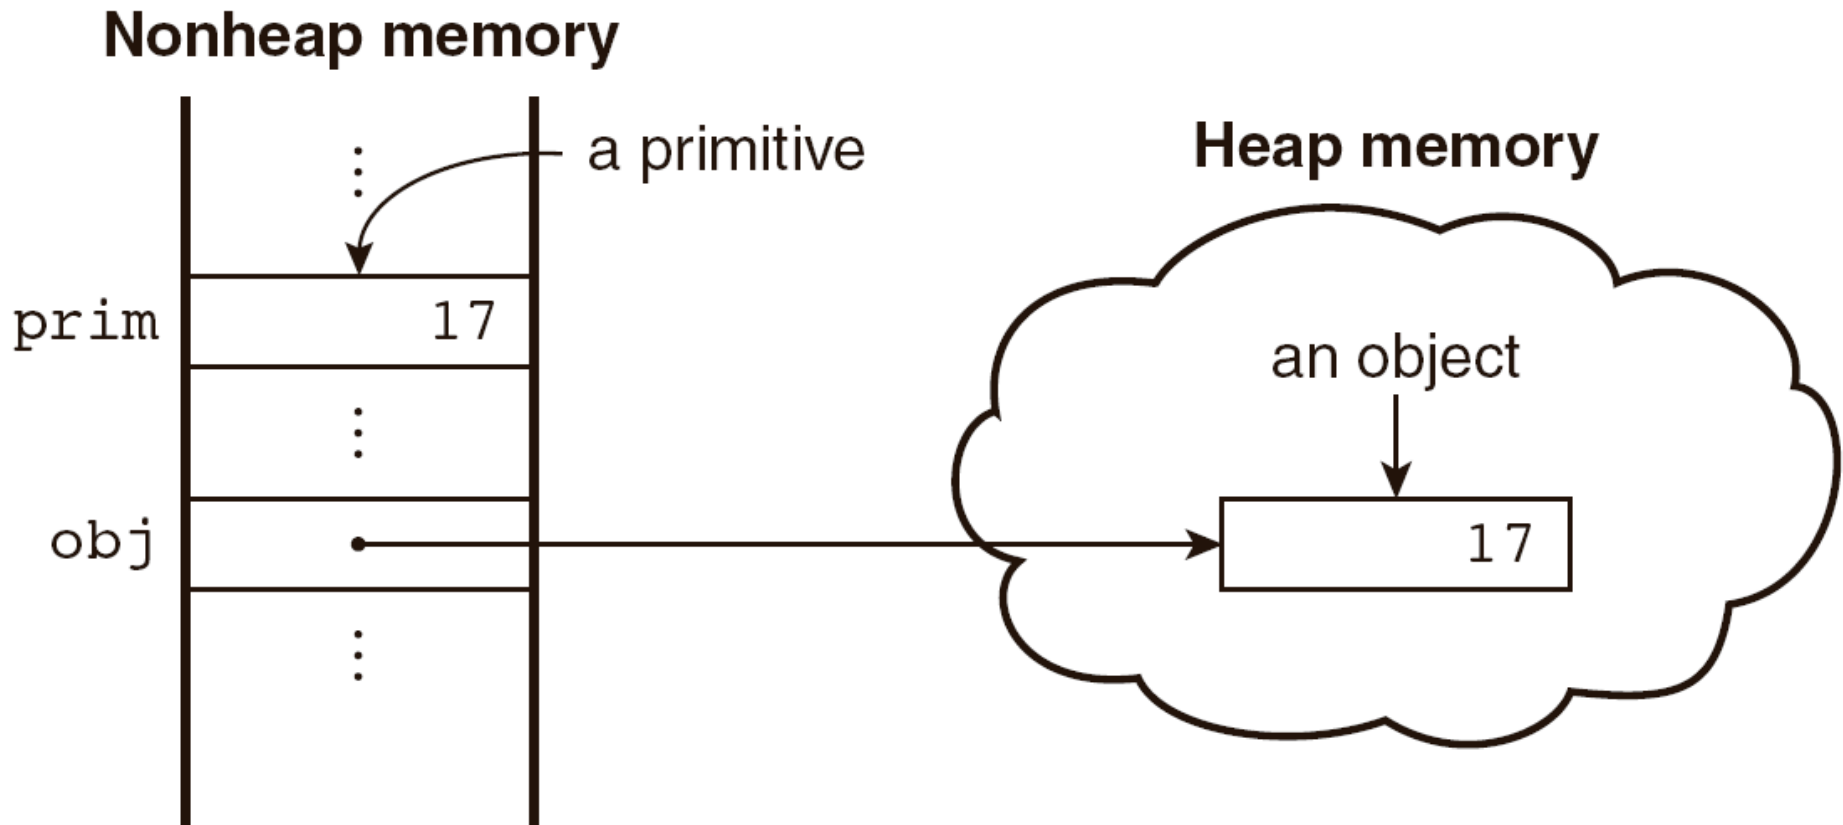 Nonheap memory
a primitive
Heap memory
prim
17
an object
obj
17